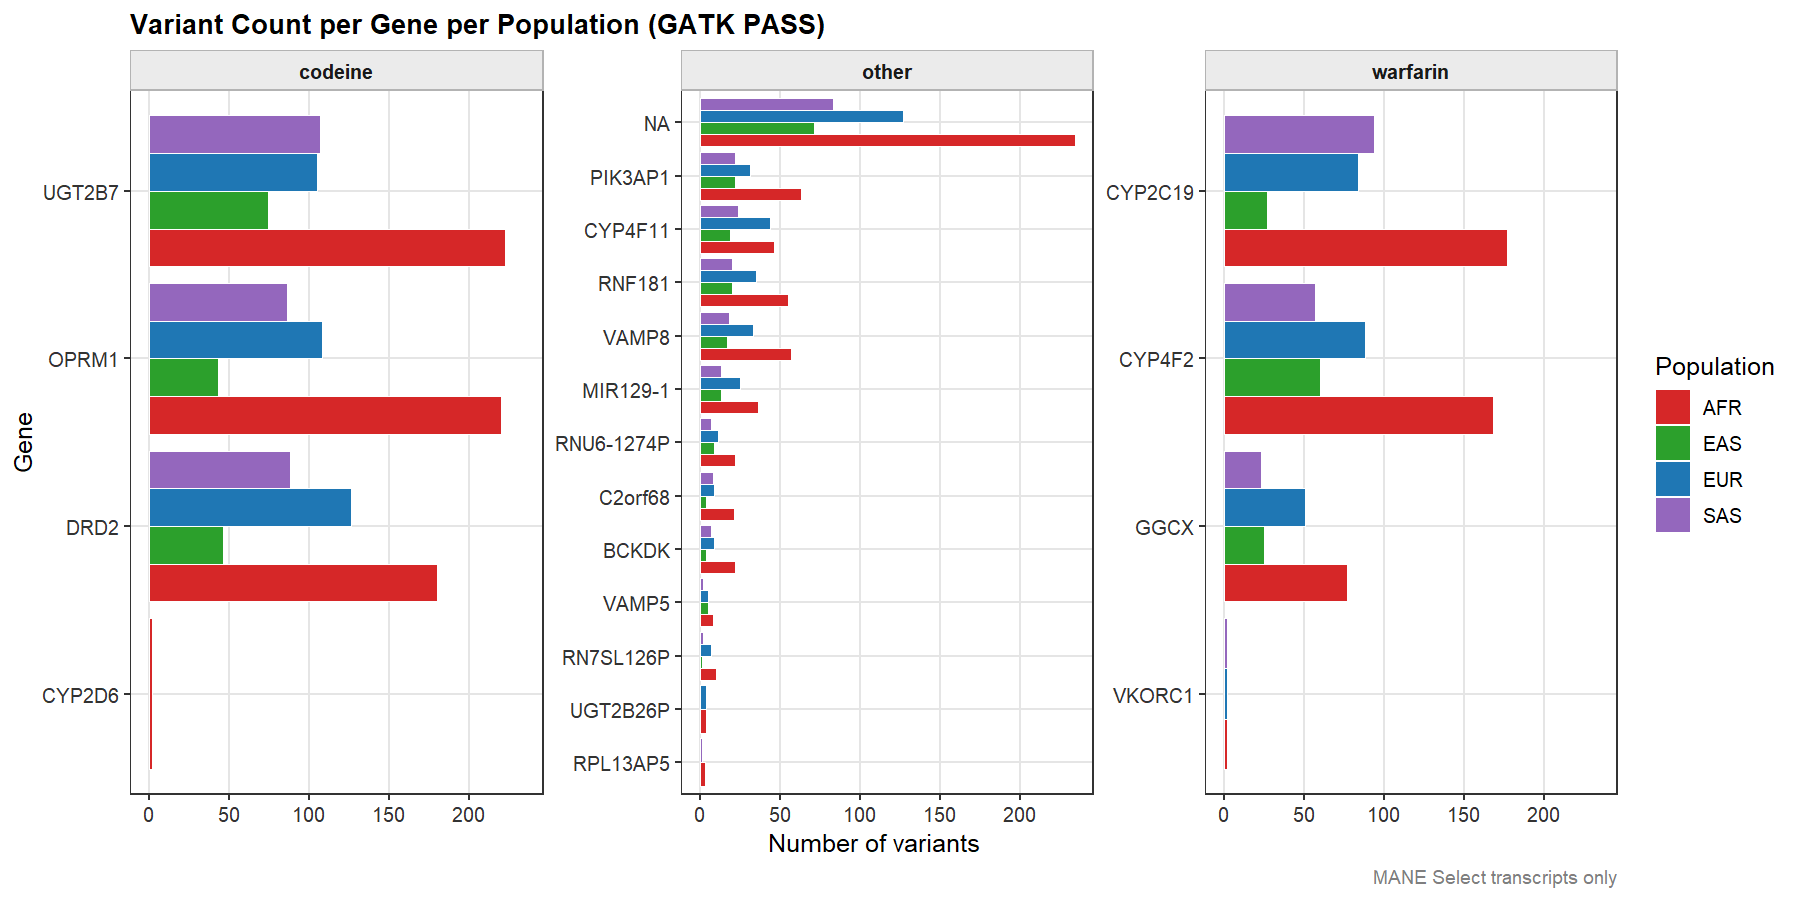 Variant Count per Gene per Population (GATK PASS)
codeine
other
warfarin
Gene
UGT2B7
OPRM1
DRD2
CYP2D6
0 50 100 150 200
NA
PIK3AP1
CYP4F11
RNF181
VAMP8
MIR129-1
RNU6-1274P
C2orf68
BCKDK
VAMP5
RN7SL126P
UGT2B26P
RPL13AP5
0 50 100 150 200
CYP2C19
CYP4F2
GGCX
VKORC1
0 50 100 150 200
Number of variants
Population
AFR
EAS
EUR
SAS
MANE Select transcripts only